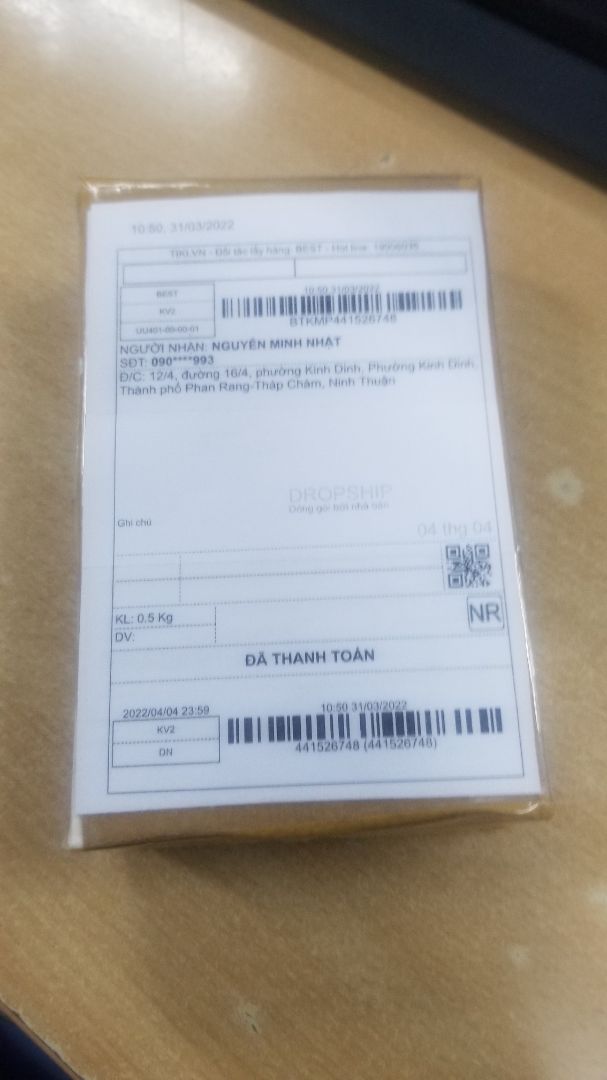 10:50, 31/03/2022
TIKI.VN - Đối tác lấy hàng: BEST - Hot line: 19006035
BEST
KV2
UU401-00-00-01
10:50 31/03/2022
BTKMP441526748
NGƯỜI NHẬN: NGUYỄN MINH NHẬT
SĐT: 090****993
Đ/C: 12/4, đường 16/4, phường Kinh Dinh, Phường Kinh Dinh,
Thành phố Phan Rang-Tháp Chàm, Ninh Thuận
DROPSHIP
Đóng gói bởi nhà bán
Ghi chú
04 thg 04
KL: 0.5 Kg
NR
DV:
ĐÃ THANH TOÁN
2022/04/04 23:59
KV2
DN
10:50 31/03/2022
441526748 (441526748)